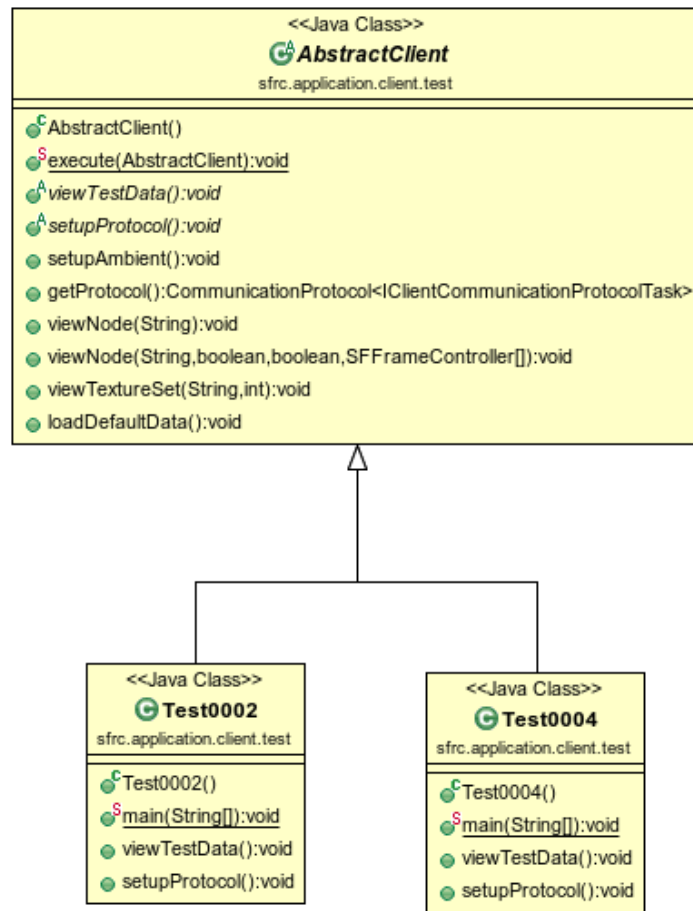 <<Java Class>>
AbstractClient
sfrc.application.client.test
AbstractClient()
execute(AbstractClient):void
viewTestData():void
setupProtocol():void
setupAmbient():void
getProtocol():CommunicationProtocol<IClientCommunicationProtocolTask>
viewNode(String):void
viewNode(String,boolean,boolean,SFFrameController[]):void
viewTextureSet(String,int):void
loadDefaultData():void
<<Java Class>>
Test0002
sfrc.application.client.test
Test0002()
main(String[]):void
viewTestData():void
setupProtocol():void
<<Java Class>>
Test0004
sfrc.application.client.test
Test0004()
main(String[]):void
viewTestData():void
setupProtocol():void